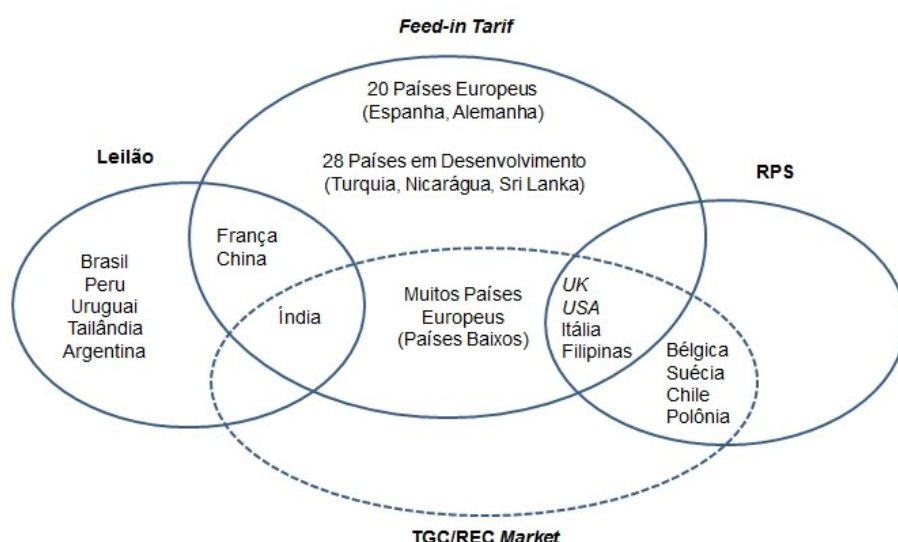 Feed-in Tarif
20 Países Europeus
(Espanha, Alemanha)
28 Países em Desenvolvimento
(Turquia, Nicarágua, Sri Lanka)
Leilão
RPS
França
China
Brasil
Peru
Uruguai
Tailândia
Argentina
Índia
Muitos Países
Europeus
(Países Baixos)
UK
USA
Itália
Filipinas
Bélgica
Suécia
Chile
Polônia
TGC/REC Market